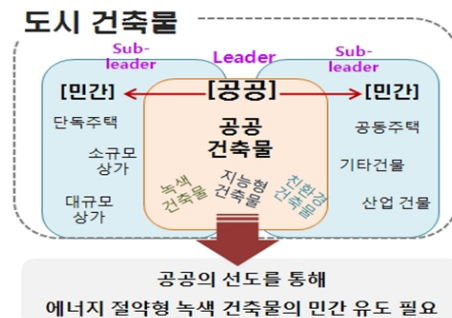 도시 건축물
Sub-
leader
Leader
Sub-
leader
[민간]
[공공]
[민간]
단독주택
소규모
상가
대규모
상가
공공
건축물
녹색
건축물
지능형
건축물
친환경
건축물
공동주택
기타건물
산업 건물
공공의 선도를 통해
에너지 절약형 녹색 건축물의 민간 유도 필요